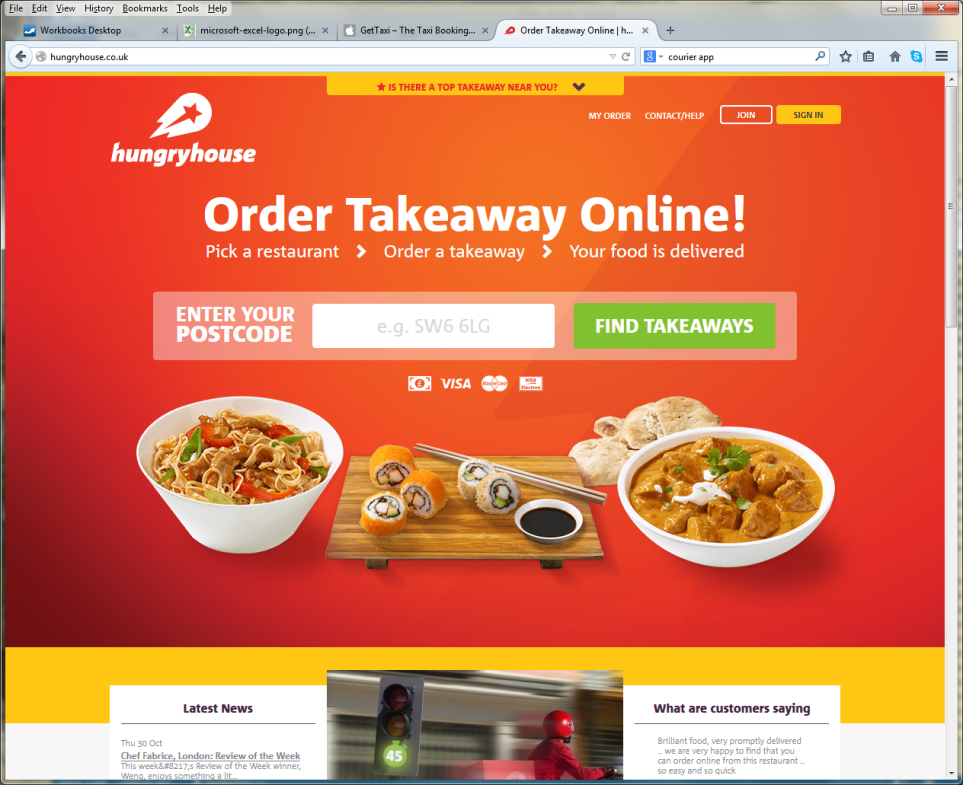 File Edit View History Bookmarks Tools Help
Workbooks Desktop
microsoft-excel-logo.png (...
GetTaxi – The Taxi Booking...
Order Takeaway Online! | h...
hungryhouse.co.uk
courier app
IS THERE A TOP TAKEAWAY NEAR YOU?
MY ORDER CONTACT/HELP JOIN SIGN IN
hungryhouse
Order Takeaway Online!
Pick a restaurant Order a takeaway Your food is delivered
ENTER YOUR
POSTCODE
e.g. SW6 6LG
FIND TAKEAWAYS
VISA MasterCard VISA Electron
Latest News
Thu 30 Oct
Chef Fabrice, London: Review of the Week
This week&#8217;s Review of the Week winner,
Weng, enjoys something a lit...
45
What are customers saying
Brilliant food, very promptly delivered
.. we are very happy to find that you
can order online from this restaurant ..
so easy and so quick